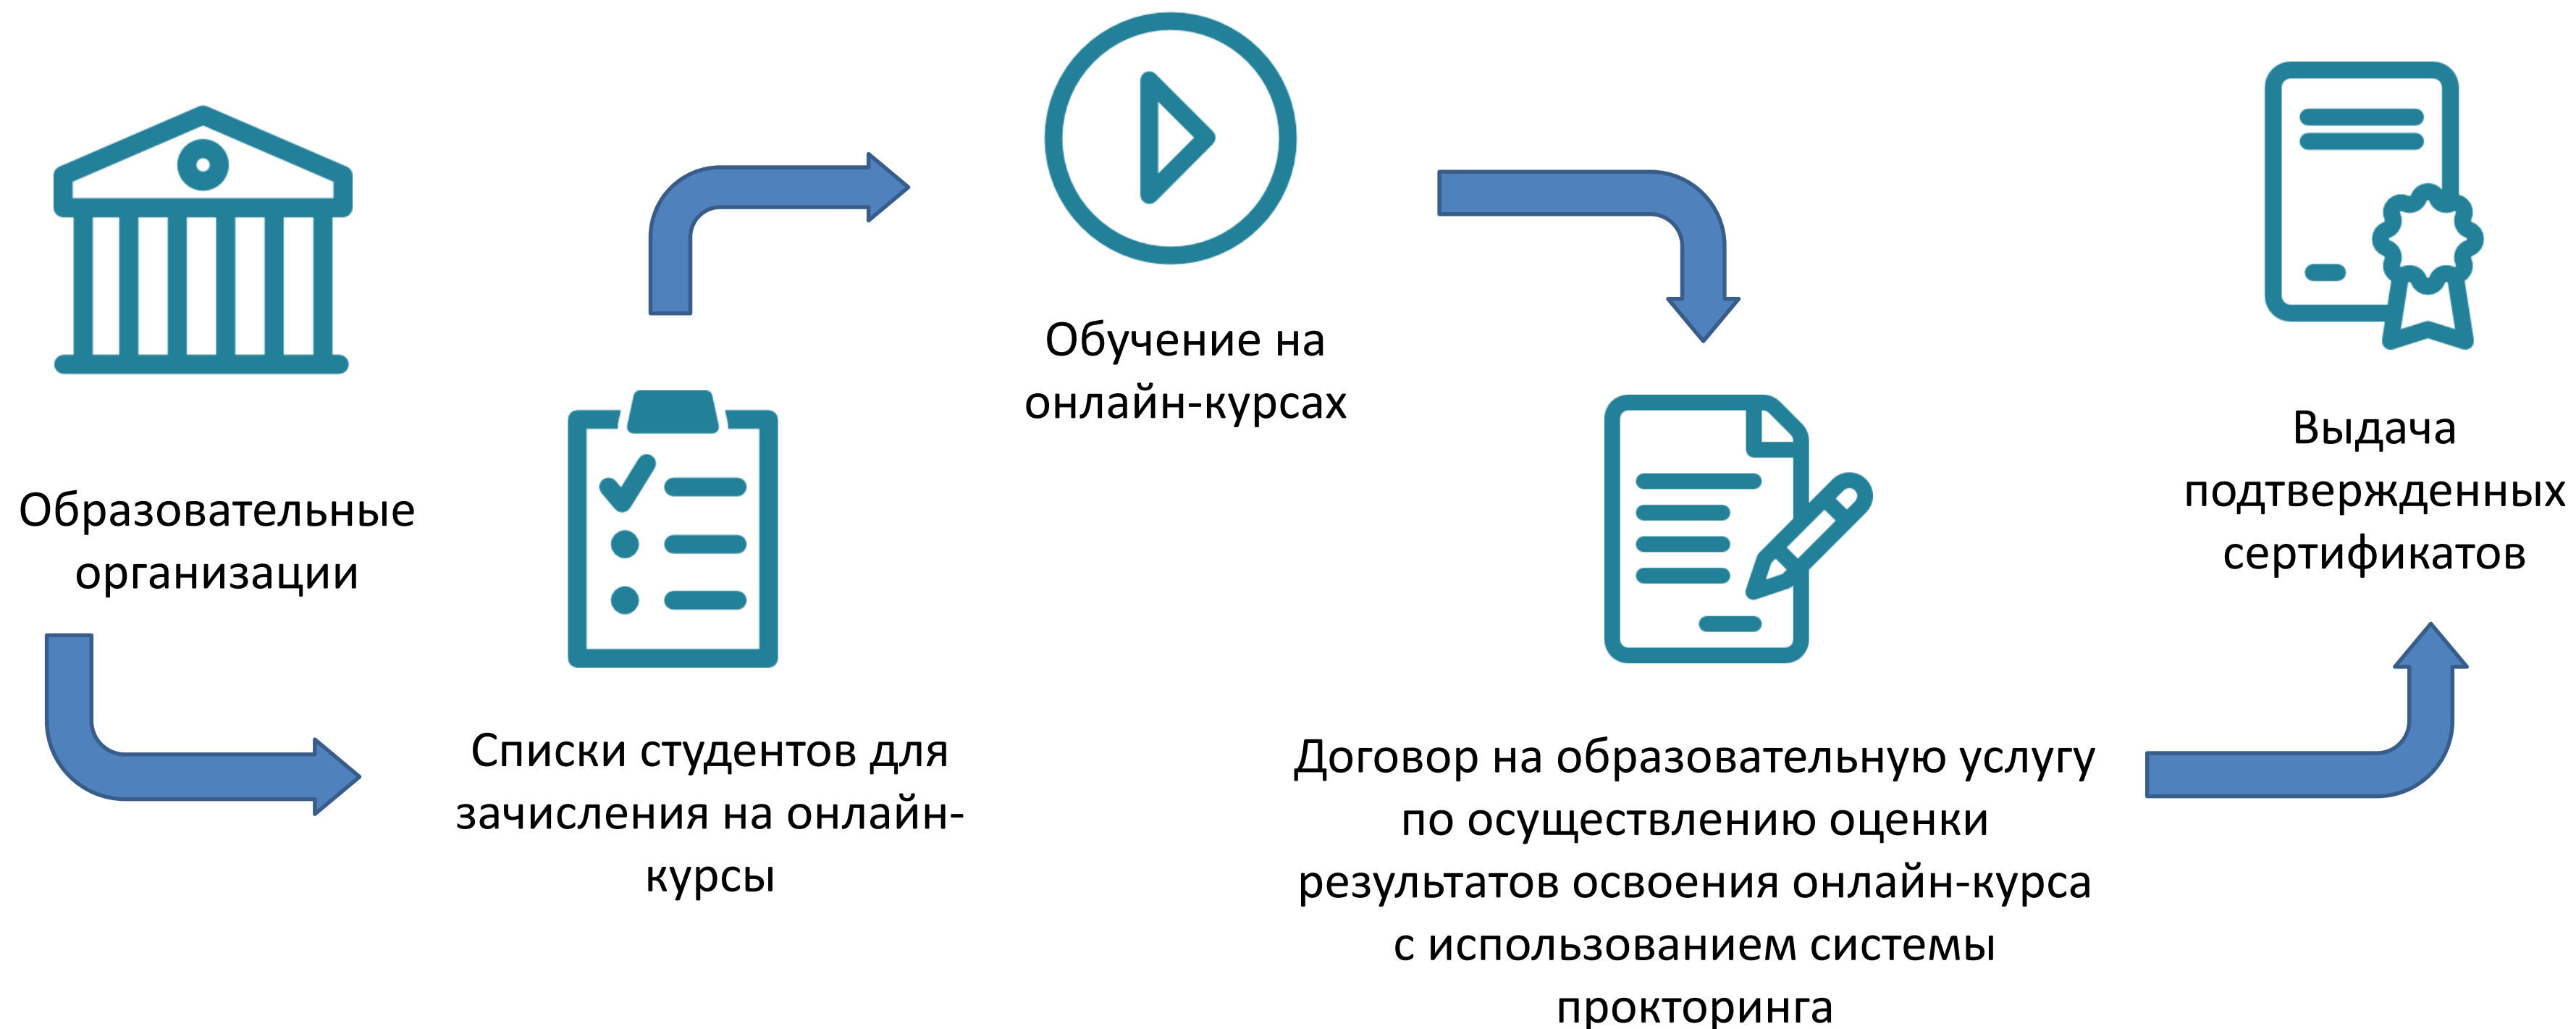 Образовательные
организации
Списки студентов для
зачисления на онлайн-
курсы
Обучение на
онлайн-курсах
Договор на образовательную услугу
по осуществлению оценки
результатов освоения онлайн-курса
с использованием системы
прокторинга
Выдача
подтвержденных
сертификатов